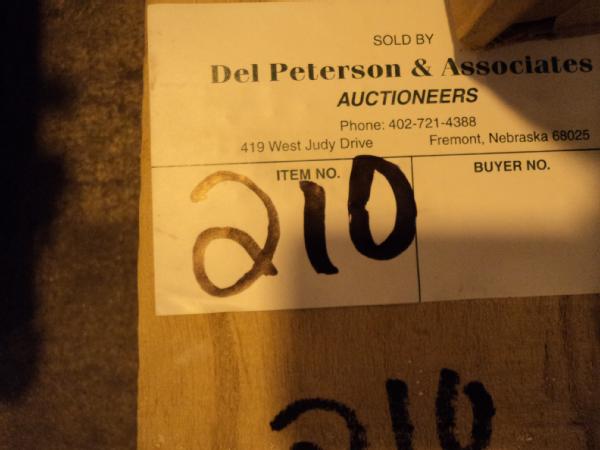 SOLD BY
Del Peterson & Associates
AUCTIONEERS
Phone: 402-721-4388
419 West Judy Drive Fremont, Nebraska 68025
ITEM NO. BUYER NO.
210
210